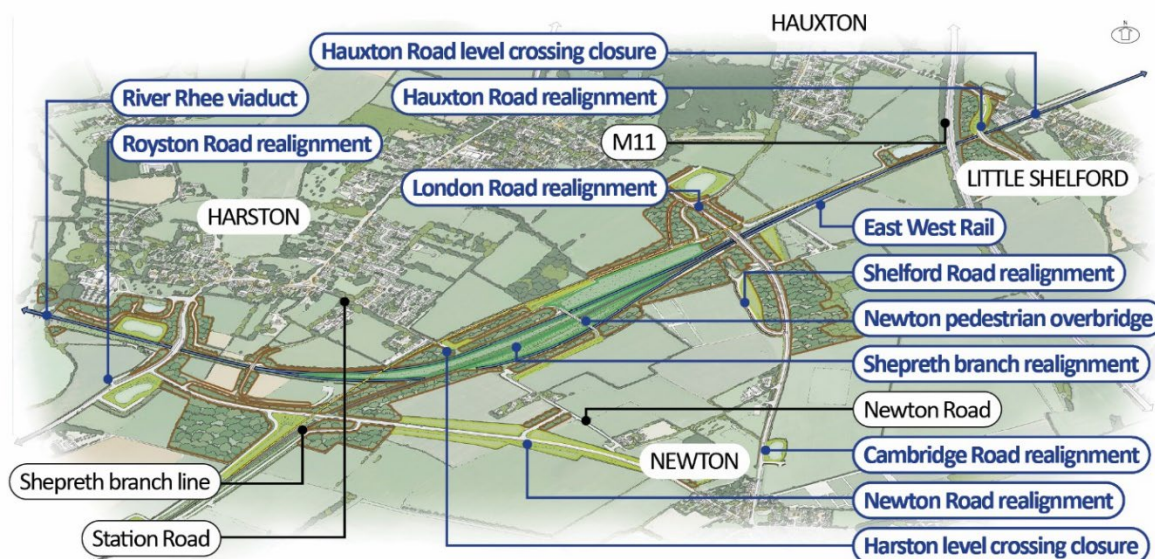 HAUXTON
N
Hauxton Road level crossing closure
River Rhee viaduct
Hauxton Road realignment
Royston Road realignment
M11
London Road realignment
LITTLE SHELFORD
HARSTON
East West Rail
Shelford Road realignment
Newton pedestrian overbridge
Shepreth branch realignment
Newton Road
NEWTON
Cambridge Road realignment
Shepreth branch line
Newton Road realignment
Station Road
Harston level crossing closure